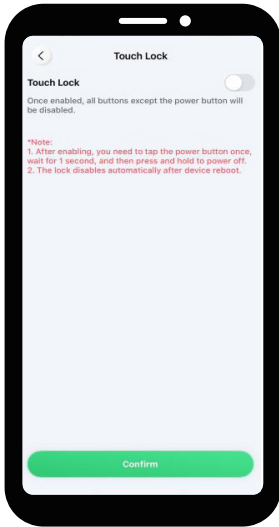 Touch Lock
Touch Lock
Once enabled, all buttons except the power button will
be disabled.
*Note:
1. After enabling, you need to tap the power button once,
wait for 1 second, and then press and hold to power off.
2. The lock disables automatically after device reboot.
Confirm